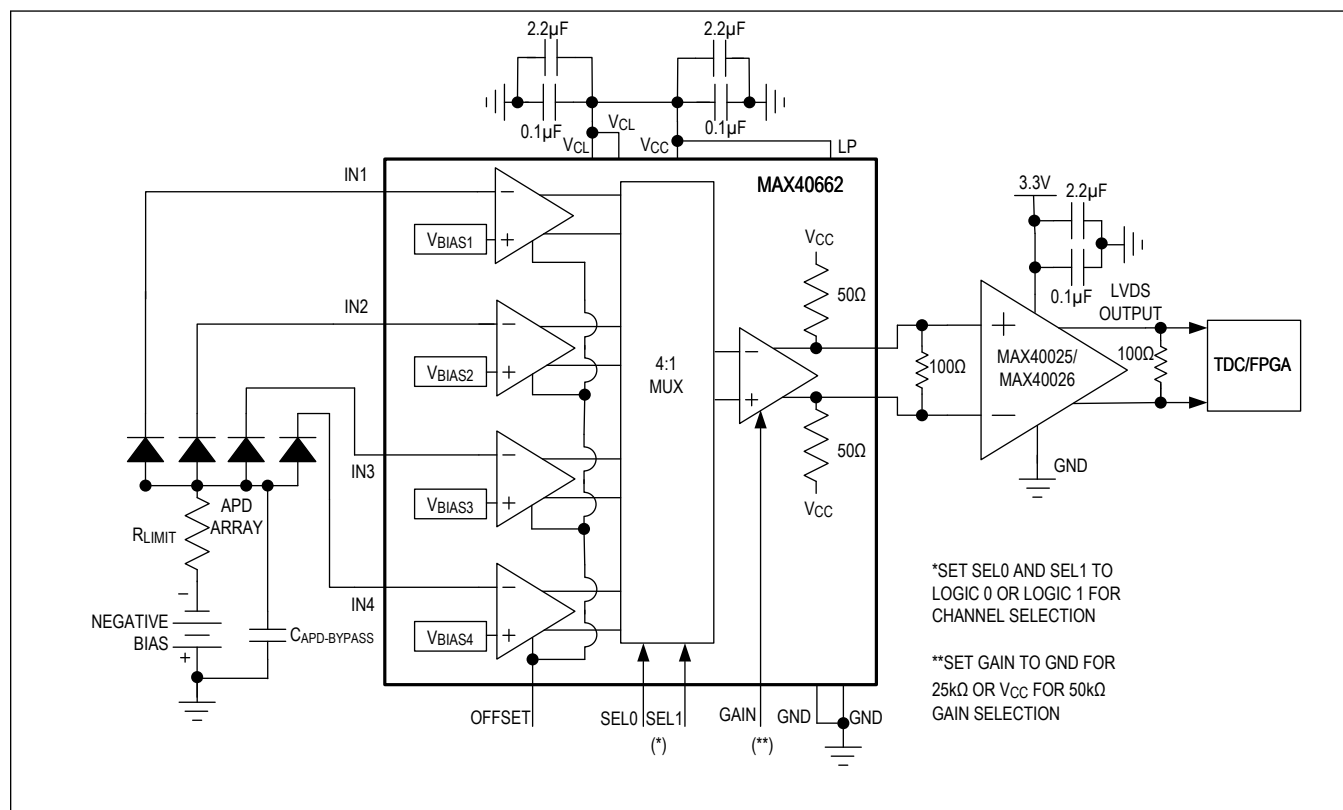 2.2µF
2.2µF
0.1µF
VCL
VCL
VCC
0.1µF
LP
IN1
MAX40662
3.3V
2.2µF
VBIAS1
VCC
50Ω
0.1µF
LVDS
OUTPUT
IN2
VBIAS2
4:1
MUX
100Ω
MAX40025/
MAX40026
100Ω
TDC/FPGA
50Ω
GND
IN3
VBIAS3
VCC
APD
ARRAY
RLIMIT
IN4
NEGATIVE
BIAS
CAPD-BYPASS
VBIAS4
*SET SEL0 AND SEL1 TO
LOGIC 0 OR LOGIC 1 FOR
CHANNEL SELECTION
**SET GAIN TO GND FOR
25kΩ OR VCC FOR 50kΩ
GAIN SELECTION
OFFSET
SEL0 SEL1
(*)
GAIN
(**)
GND
GND